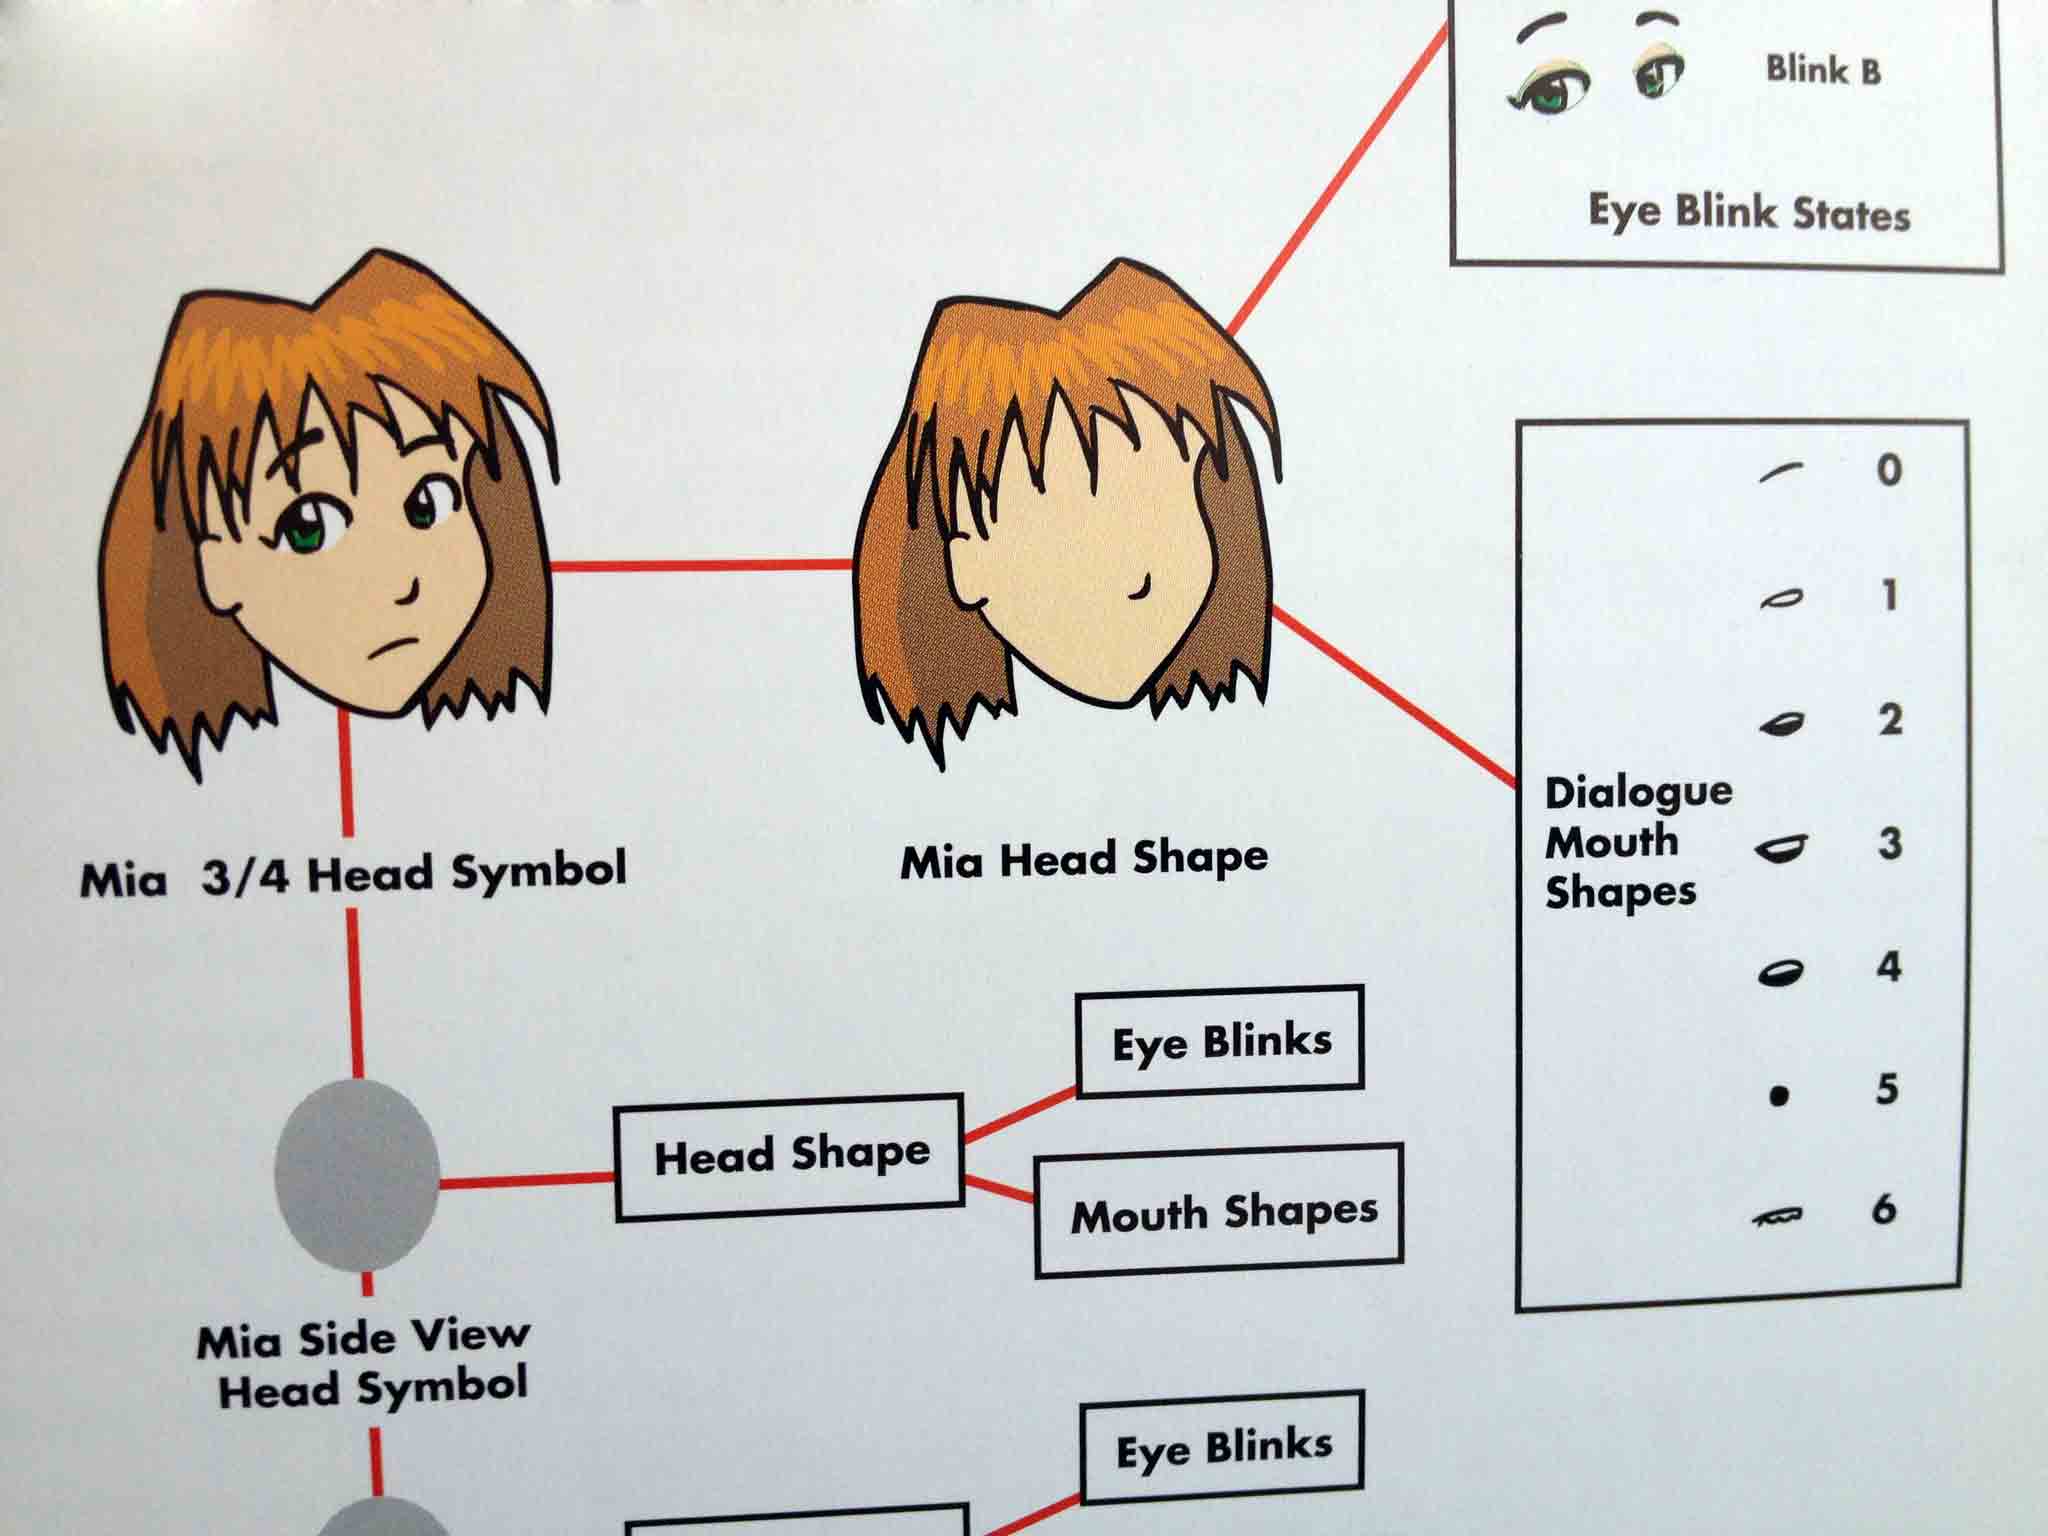 Blink B
Eye Blink States
0
1
2
Dialogue
Mouth
Shapes
3
4
5
6
Mia 3/4 Head Symbol
Mia Head Shape
Eye Blinks
Head Shape
Mouth Shapes
Mia Side View
Head Symbol
Eye Blinks